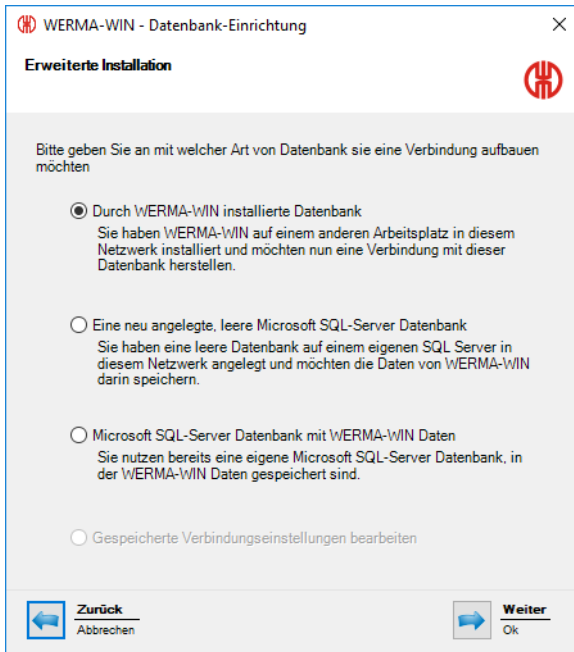 WERMA-WIN - Datenbank-Einrichtung
Erweiterte Installation
Bitte geben Sie an mit welcher Art von Datenbank sie eine Verbindung aufbauen
möchten
Durch WERMA-WIN installierte Datenbank
Sie haben WERMA-WIN auf einem anderen Arbeitsplatz in diesem
Netzwerk installiert und möchten nun eine Verbindung mit dieser
Datenbank herstellen.
Eine neu angelegte, leere Microsoft SQL-Server Datenbank
Sie haben eine leere Datenbank auf einem eigenen SQL Server in
diesem Netzwerk angelegt und möchten die Daten von WERMA-WIN
darin speichern.
Microsoft SQL-Server Datenbank mit WERMA-WIN Daten
Sie nutzen bereits eine eigene Microsoft SQL-Server Datenbank, in
der WERMA-WIN Daten gespeichert sind.
Gespeicherte Verbindungseinstellungen bearbeiten
Zurück
Abbrechen
Weiter
Ok